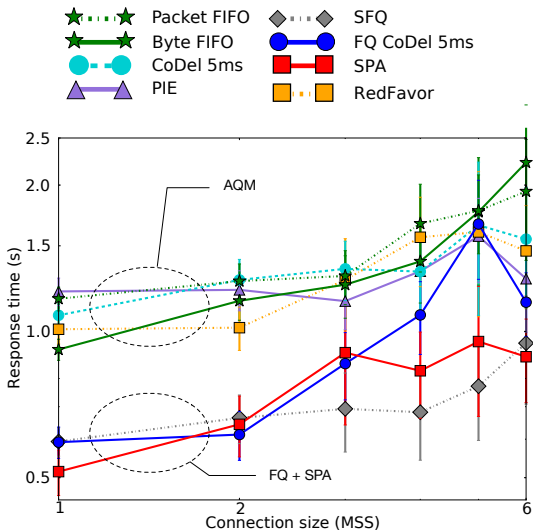 Packet FIFO
Byte FIFO
CoDel 5ms
PIE
SFQ
FQ CoDel 5ms
SPA
RedFavor
2.5
2.0
1.5
1.0
0.5
Response time (s)
AQM
FQ + SPA
1 2 6
Connection size (MSS)